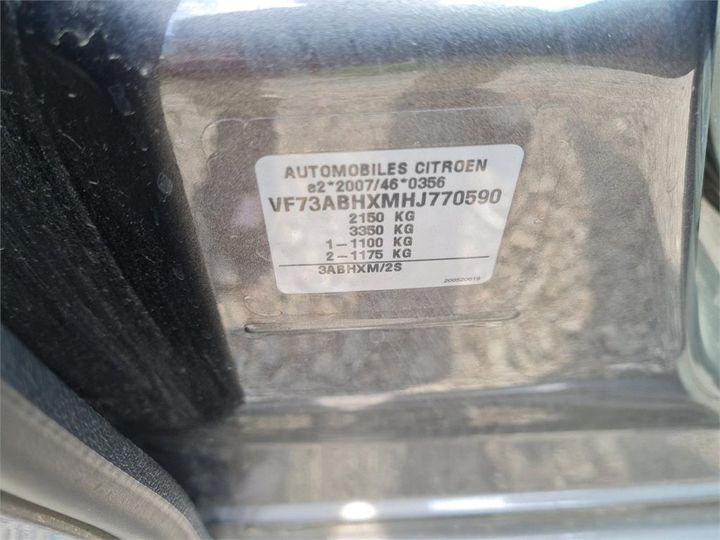 AUTOMOBILES CITROEN
e2*2007/46*0356
VF73ABHXMHJ770590
2150 KG
3350 KG
1-1100 KG
2-1175 KG
3ABHXM/2S
200520619